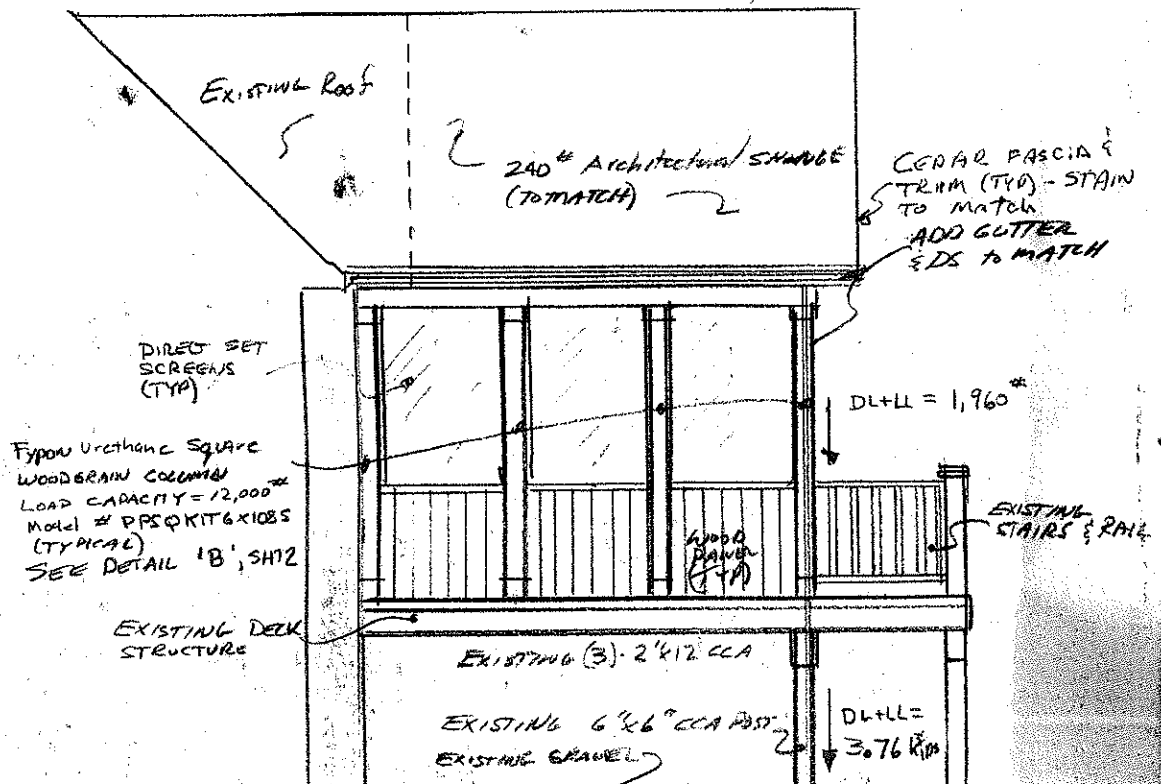 EXISTING Roof
240# Architectural SHINGLE
(TO MATCH)
CEDAR FASCIA &
TRIM (TYP) - STAIN
TO MATCH
ADD GUTTER
& DS to MATCH
DIRECT SET
SCREENS
(TYP)
DL+LL = 1,960#
Fypon Urethane Square
WOODGRAIN COLUMN
LOAD CAPACITY = 12,000#
Model # PPSQKIT6X108S
(TYPICAL)
SEE DETAIL 'B', SHT2
WOOD
PANEL
(TYP)
EXISTING
STAIRS & RAIL
EXISTING DECK
STRUCTURE
EXISTING (3)-2"x12 CCA
EXISTING 6"x6" CCA POST
EXISTING GRAVEL
DL+LL=
3.76 Kips